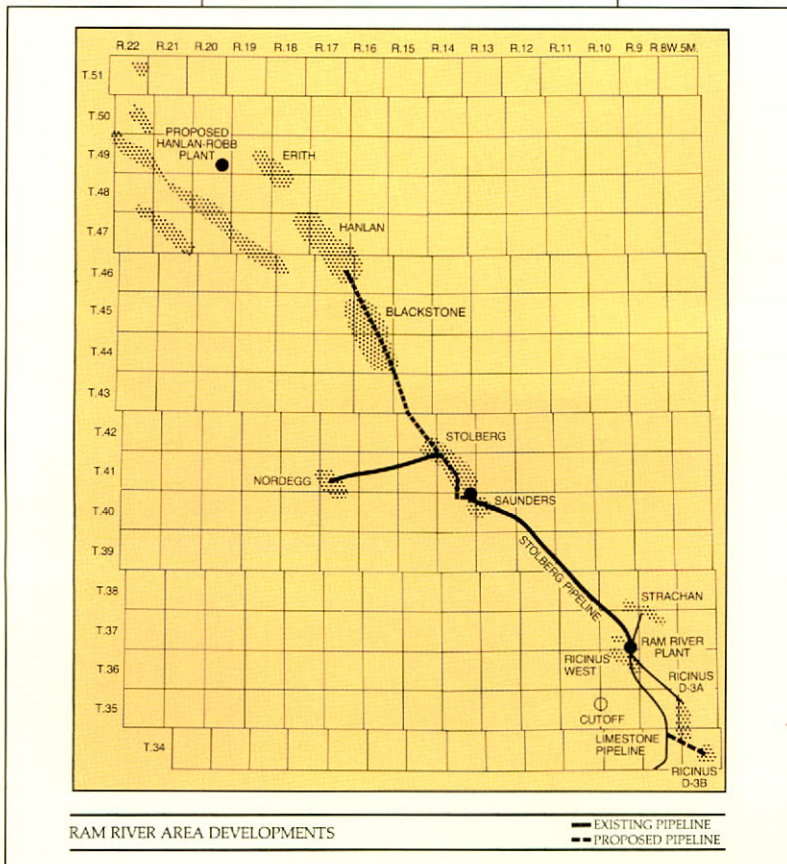 R.22 R.21 R.20 R.19 R.18 R.17 R.16 R.15 R.14 R.13 R.12 R.11 R.10 R.9 R.8W.5M.
T.51
T.50
PROPOSED
HANLAN-ROBB
PLANT
T.49
ERITH
T.48
T.47
HANLAN
T.46
T.45
BLACKSTONE
T.44
T.43
T.42
STOLBERG
T.41
NORDEGG
SAUNDERS
T.40
T.39
STOLBERG PIPELINE
T.38
STRACHAN
T.37
RAM RIVER
PLANT
RICINUS
WEST
T.36
RICINUS
D-3A
T.35
CUTOFF
LIMESTONE
PIPELINE
T.34
RICINUS
D-3B
RAM RIVER AREA DEVELOPMENTS
EXISTING PIPELINE
PROPOSED PIPELINE